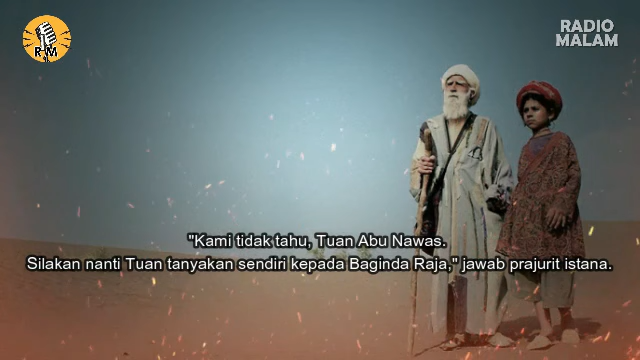 RM
RADIO
MALAM
"Kami tidak tahu, Tuan Abu Nawas.
Silakan nanti Tuan tanyakan sendiri kepada Baginda Raja," jawab prajurit istana.